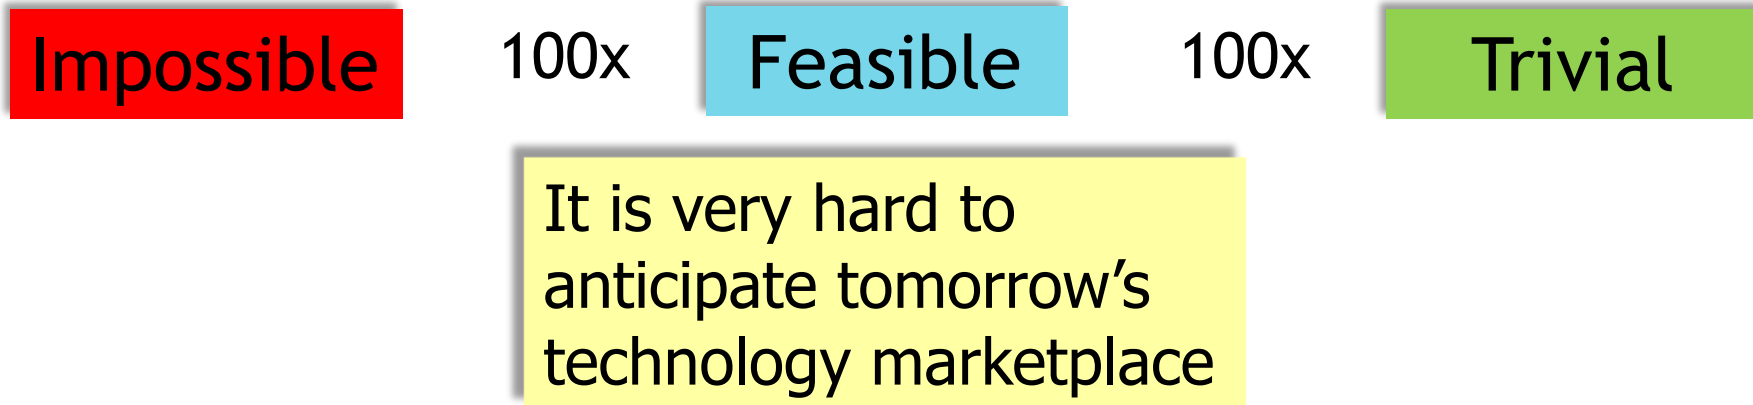 Impossible 100x Feasible 100x Trivial
It is very hard to
anticipate tomorrow’s
technology marketplace